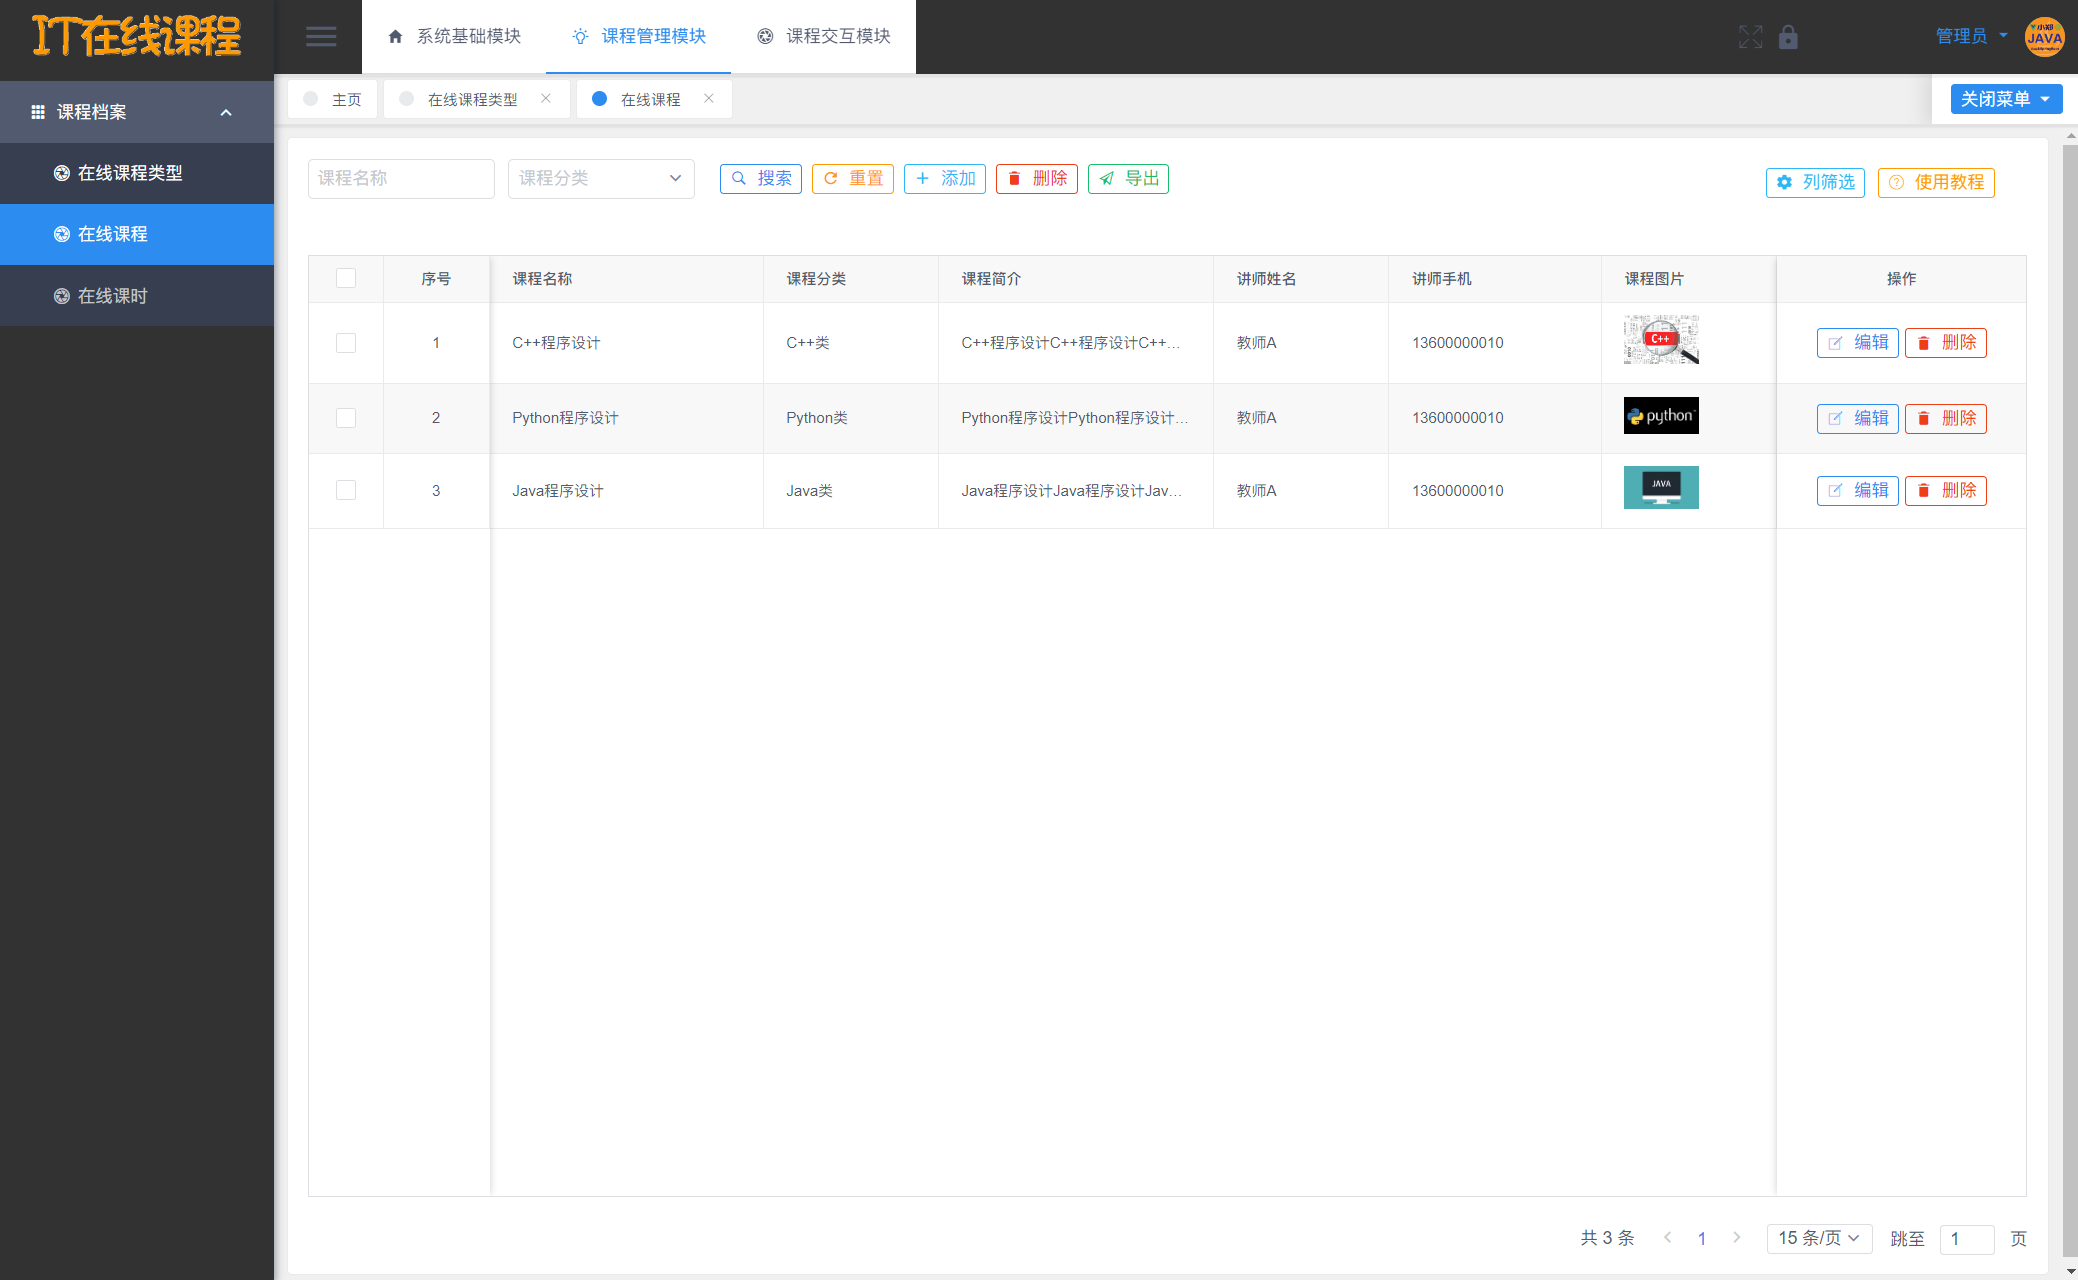 IT在线课程
系统基础模块
课程管理模块
课程交互模块
管理员
小郑
JAVA
课程档案
主页
在线课程类型
在线课程
关闭菜单
在线课程类型
在线课程
在线课时
课程名称
课程分类
搜索
重置
添加
删除
导出
列筛选
使用教程
序号 课程名称 课程分类 课程简介 讲师姓名 讲师手机 课程图片 操作
1 C++程序设计 C++类 C++程序设计C++程序设计C++... 教师A 13600000010 C++ 编辑 删除
2 Python程序设计 Python类 Python程序设计Python程序设计... 教师A 13600000010 python 编辑 删除
3 Java程序设计 Java类 Java程序设计Java程序设计Jav... 教师A 13600000010 JAVA 编辑 删除
共 3 条 1 15 条/页 跳至 1 页